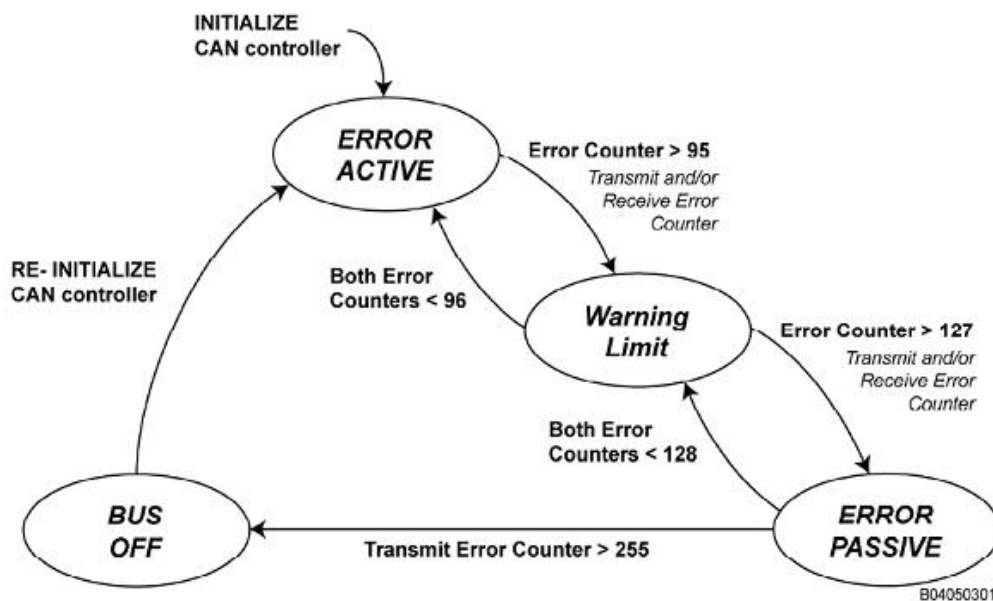 INITIALIZE
CAN controller
ERROR
ACTIVE
Error Counter > 95
Transmit and/or
Receive Error
Counter
RE- INITIALIZE
CAN controller
Both Error
Counters < 96
Warning
Limit
Error Counter > 127
Transmit and/or
Receive Error
Counter
Both Error
Counters < 128
BUS
OFF
Transmit Error Counter > 255
ERROR
PASSIVE
B04050301